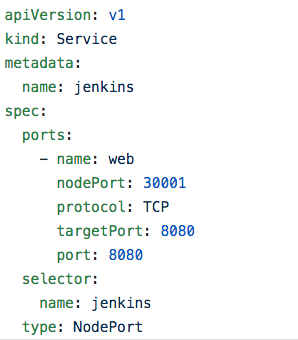 apiVersion: v1
kind: Service
metadata:
  name: jenkins
spec:
  ports:
    - name: web
      nodePort: 30001
      protocol: TCP
      targetPort: 8080
      port: 8080
  selector:
    name: jenkins
  type: NodePort